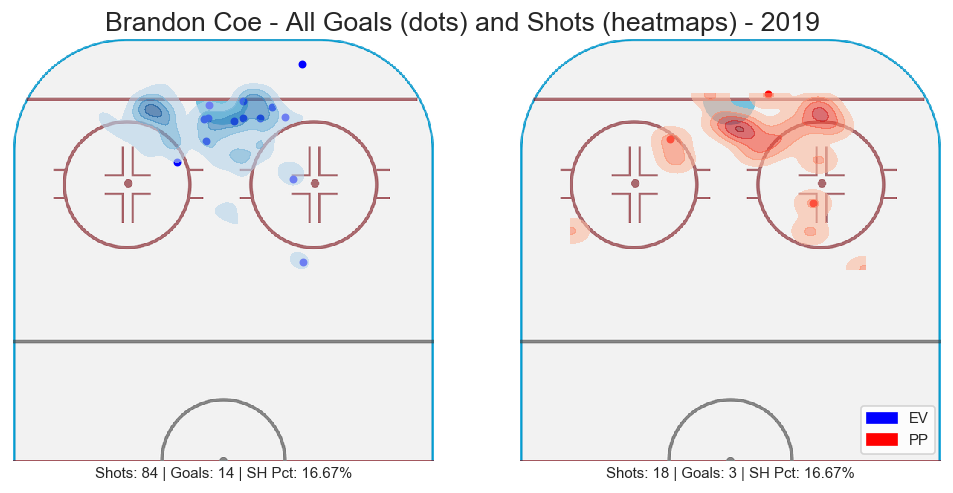 Brandon Coe - All Goals (dots) and Shots (heatmaps) - 2019
EV
PP
Shots: 84 | Goals: 14 | SH Pct: 16.67%
Shots: 18 | Goals: 3 | SH Pct: 16.67%